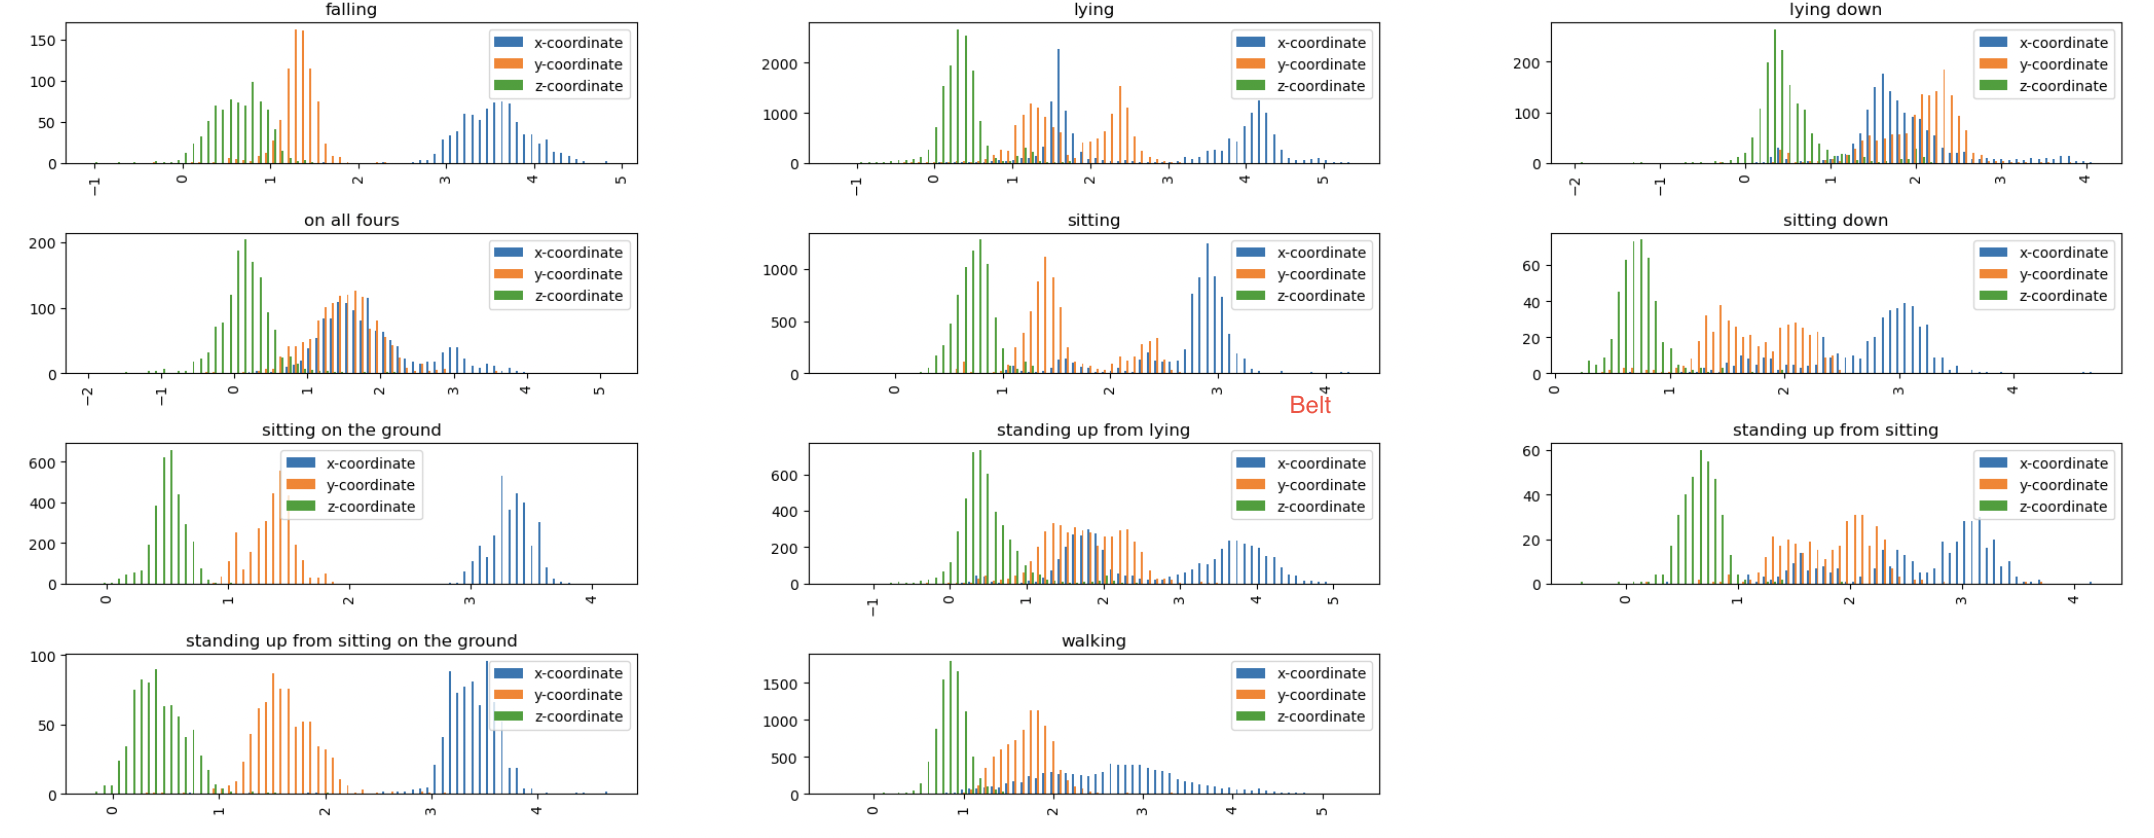 falling
150
100
50
0
−1
0
1
2
3
4
5
x-coordinate
y-coordinate
z-coordinate
lying
2000
1000
0
−1
0
1
2
3
4
5
x-coordinate
y-coordinate
z-coordinate
lying down
200
100
0
−2
−1
0
1
2
3
4
x-coordinate
y-coordinate
z-coordinate
on all fours
200
100
0
−2
−1
0
1
2
3
4
5
x-coordinate
y-coordinate
z-coordinate
sitting
1000
500
0
0
1
2
3
4
x-coordinate
y-coordinate
z-coordinate
sitting down
60
40
20
0
0
1
2
3
4
x-coordinate
y-coordinate
z-coordinate
Belt
sitting on the ground
600
400
200
0
0
1
2
3
4
x-coordinate
y-coordinate
z-coordinate
standing up from lying
600
400
200
0
−1
0
1
2
3
4
5
x-coordinate
y-coordinate
z-coordinate
standing up from sitting
60
40
20
0
0
1
2
3
4
x-coordinate
y-coordinate
z-coordinate
standing up from sitting on the ground
100
50
0
0
1
2
3
4
x-coordinate
y-coordinate
z-coordinate
walking
1500
1000
500
0
0
1
2
3
4
5
x-coordinate
y-coordinate
z-coordinate